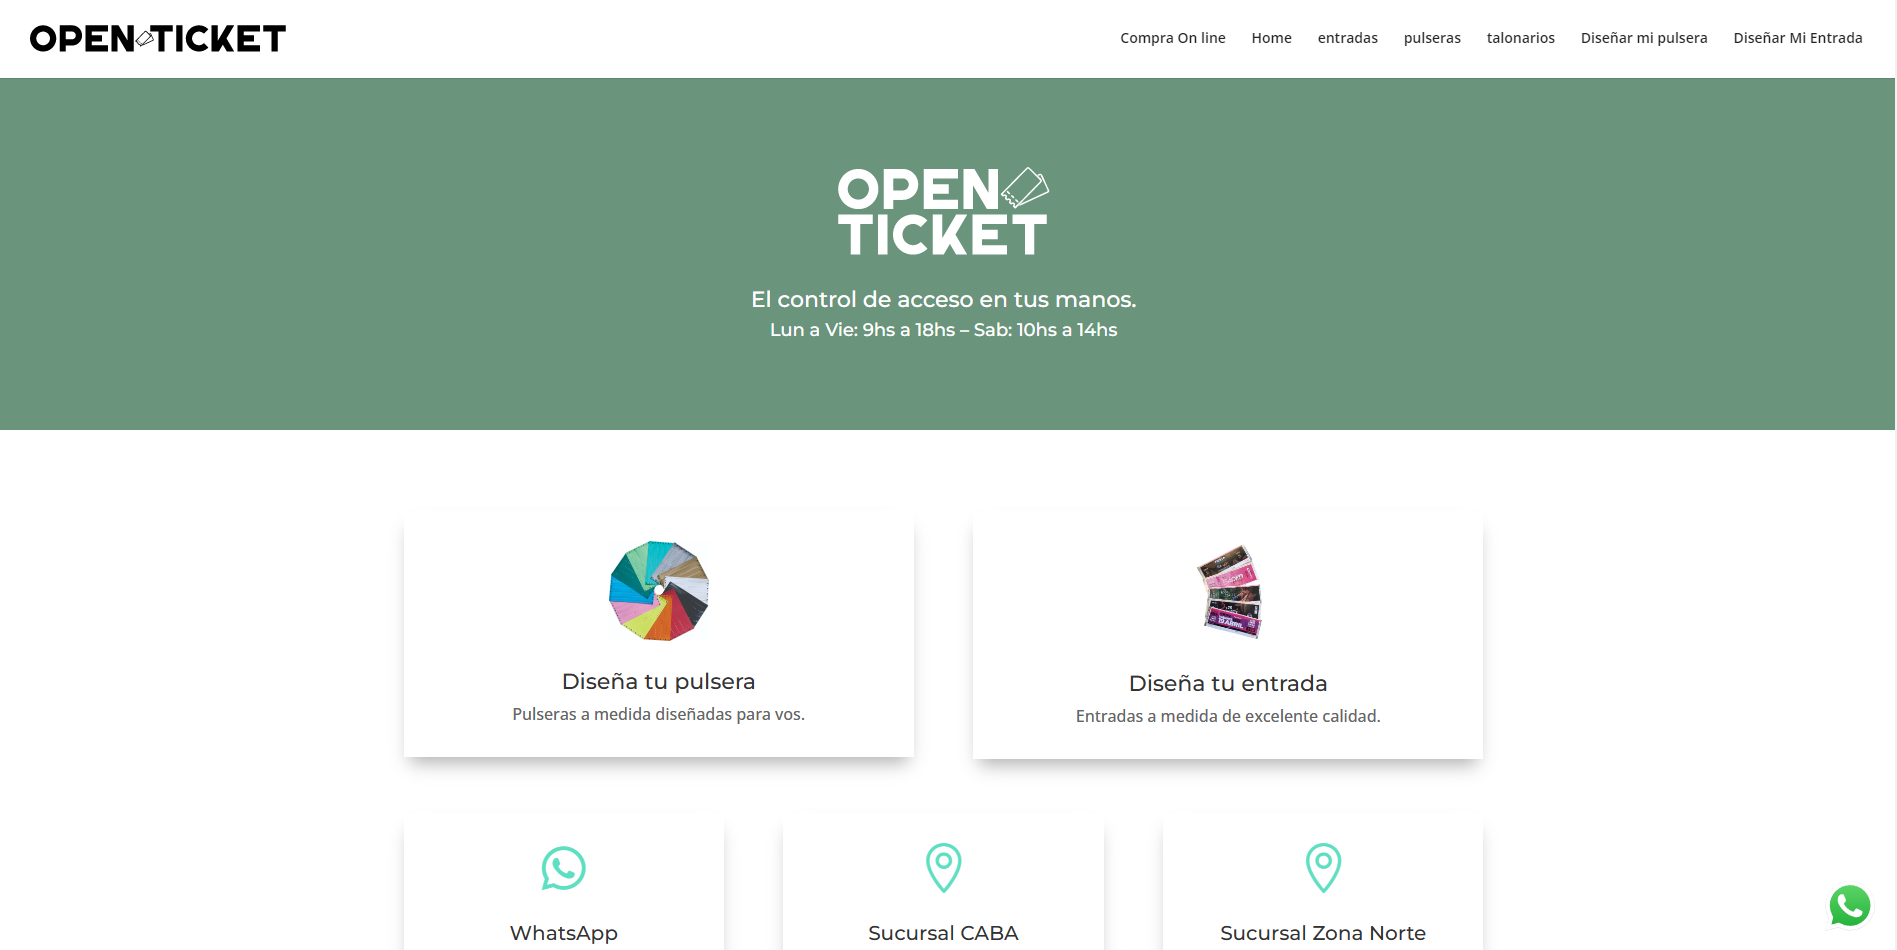 OPEN TICKET
Compra On line
Home
entradas
pulseras
talonarios
Diseñar mi pulsera
Diseñar Mi Entrada
OPEN
TICKET
El control de acceso en tus manos.
Lun a Vie: 9hs a 18hs – Sab: 10hs a 14hs
Diseña tu pulsera
Pulseras a medida diseñadas para vos.
Diseña tu entrada
Entradas a medida de excelente calidad.
WhatsApp
Sucursal CABA
Sucursal Zona Norte